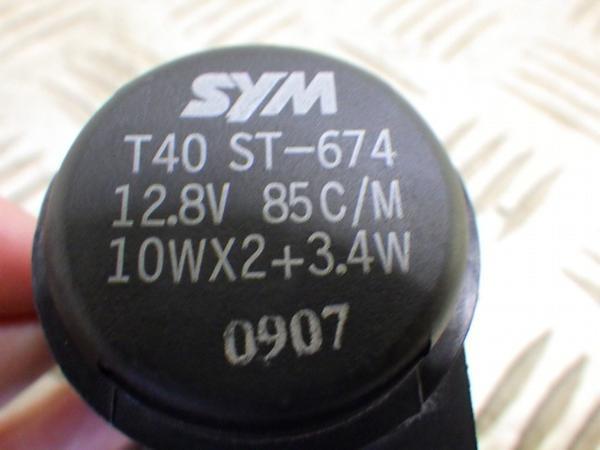 SYM
T40 ST-674
12.8V 85C/M
10WX2+3.4W
0907